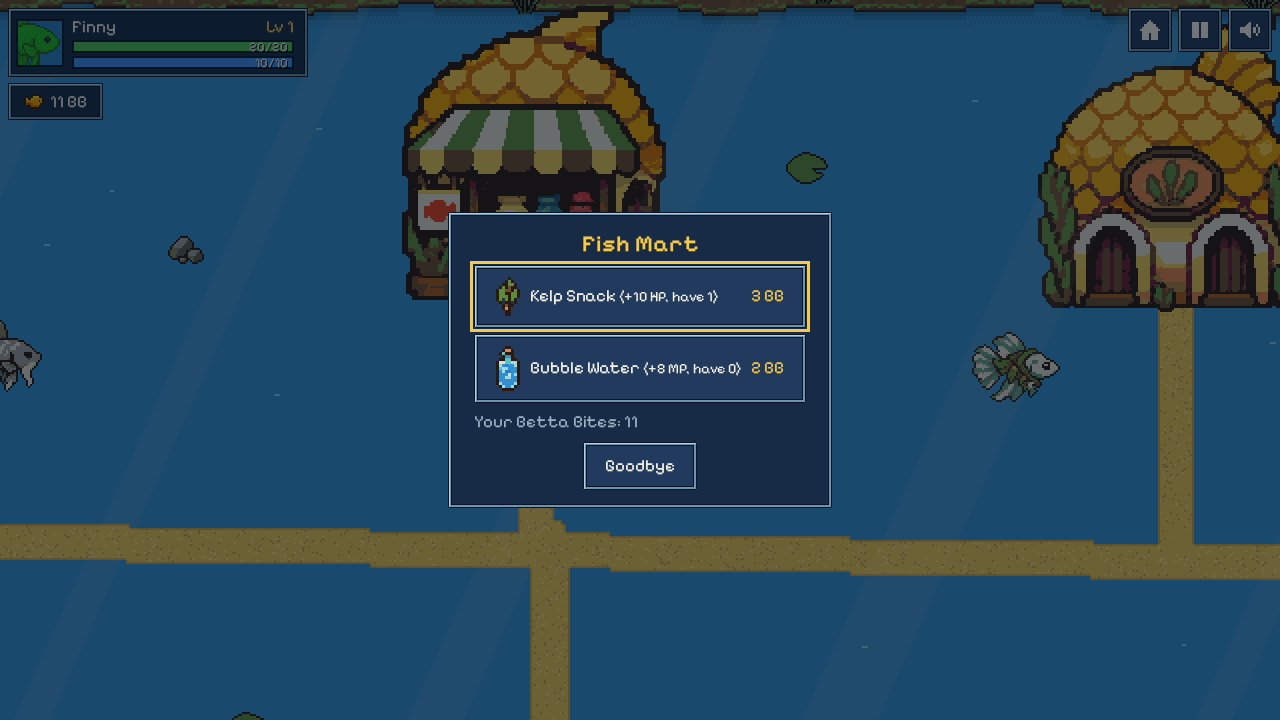 Finny Lv 1
20/20
10/10
11 BB
Fish Mart
Kelp Snack (+10 HP, have 1) 3 BB
Bubble Water (+8 MP, have 0) 2 BB
Your Betta Bites: 11
Goodbye